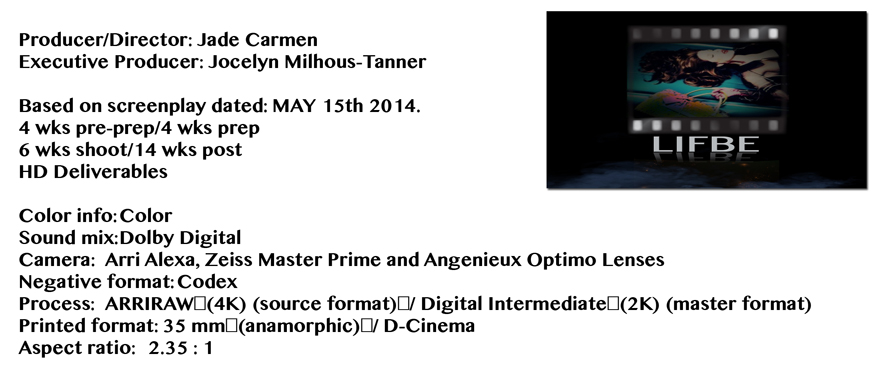 Producer/Director: Jade Carmen
Executive Producer: Jocelyn Milhous-Tanner
Based on screenplay dated: MAY 15th 2014.
4 wks pre-prep/4 wks prep
6 wks shoot/14 wks post
HD Deliverables
LIFBE
Color info:Color
Sound mix:Dolby Digital
Camera: Arri Alexa, Zeiss Master Prime and Angenieux Optimo Lenses
Negative format:Codex
Process: ARRIRAW□(4K) (source format)□/ Digital Intermediate□(2K) (master format)
Printed format: 35 mm□(anamorphic)□/ D-Cinema
Aspect ratio: 2.35 : 1